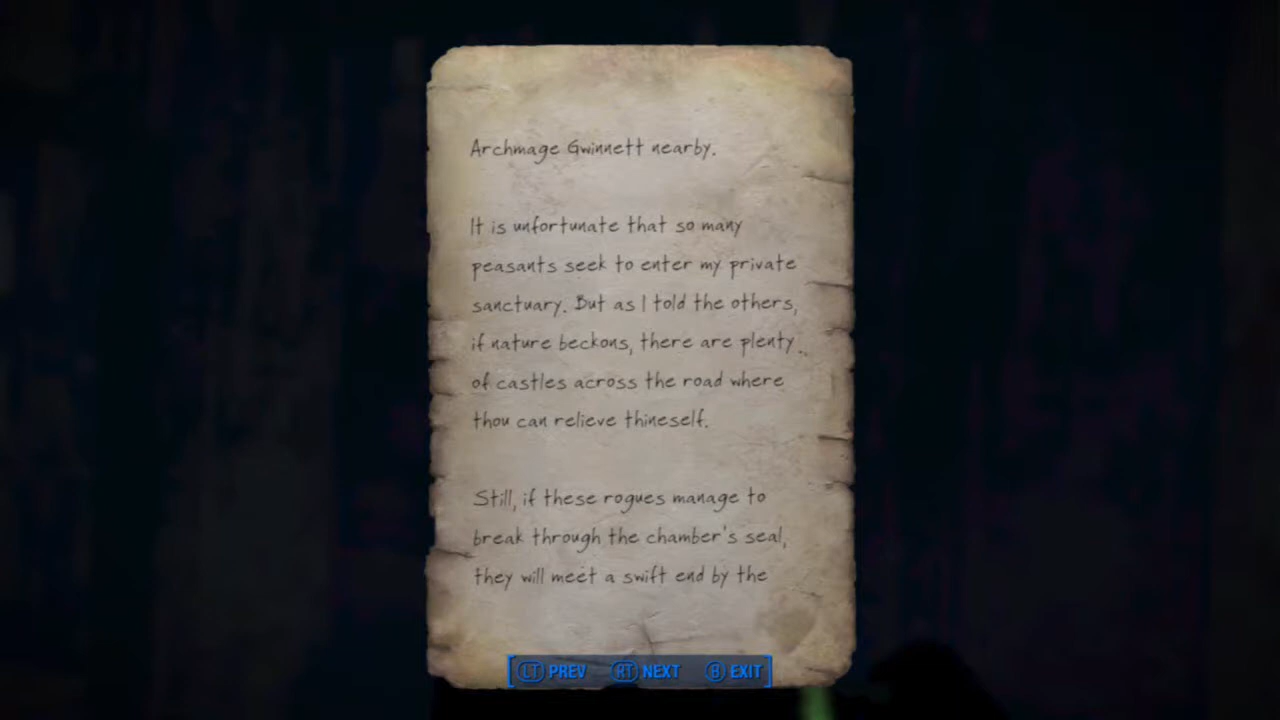 Archmage Gwinnett nearby.
It is unfortunate that so many
peasants seek to enter my private
sanctuary. But as I told the others,
if nature beckons, there are plenty
of castles across the road where
thou can relieve thineself.
Still, if these rogues manage to
break through the chamber's seal,
they will meet a swift end by the
LT PREV RT NEXT B EXIT